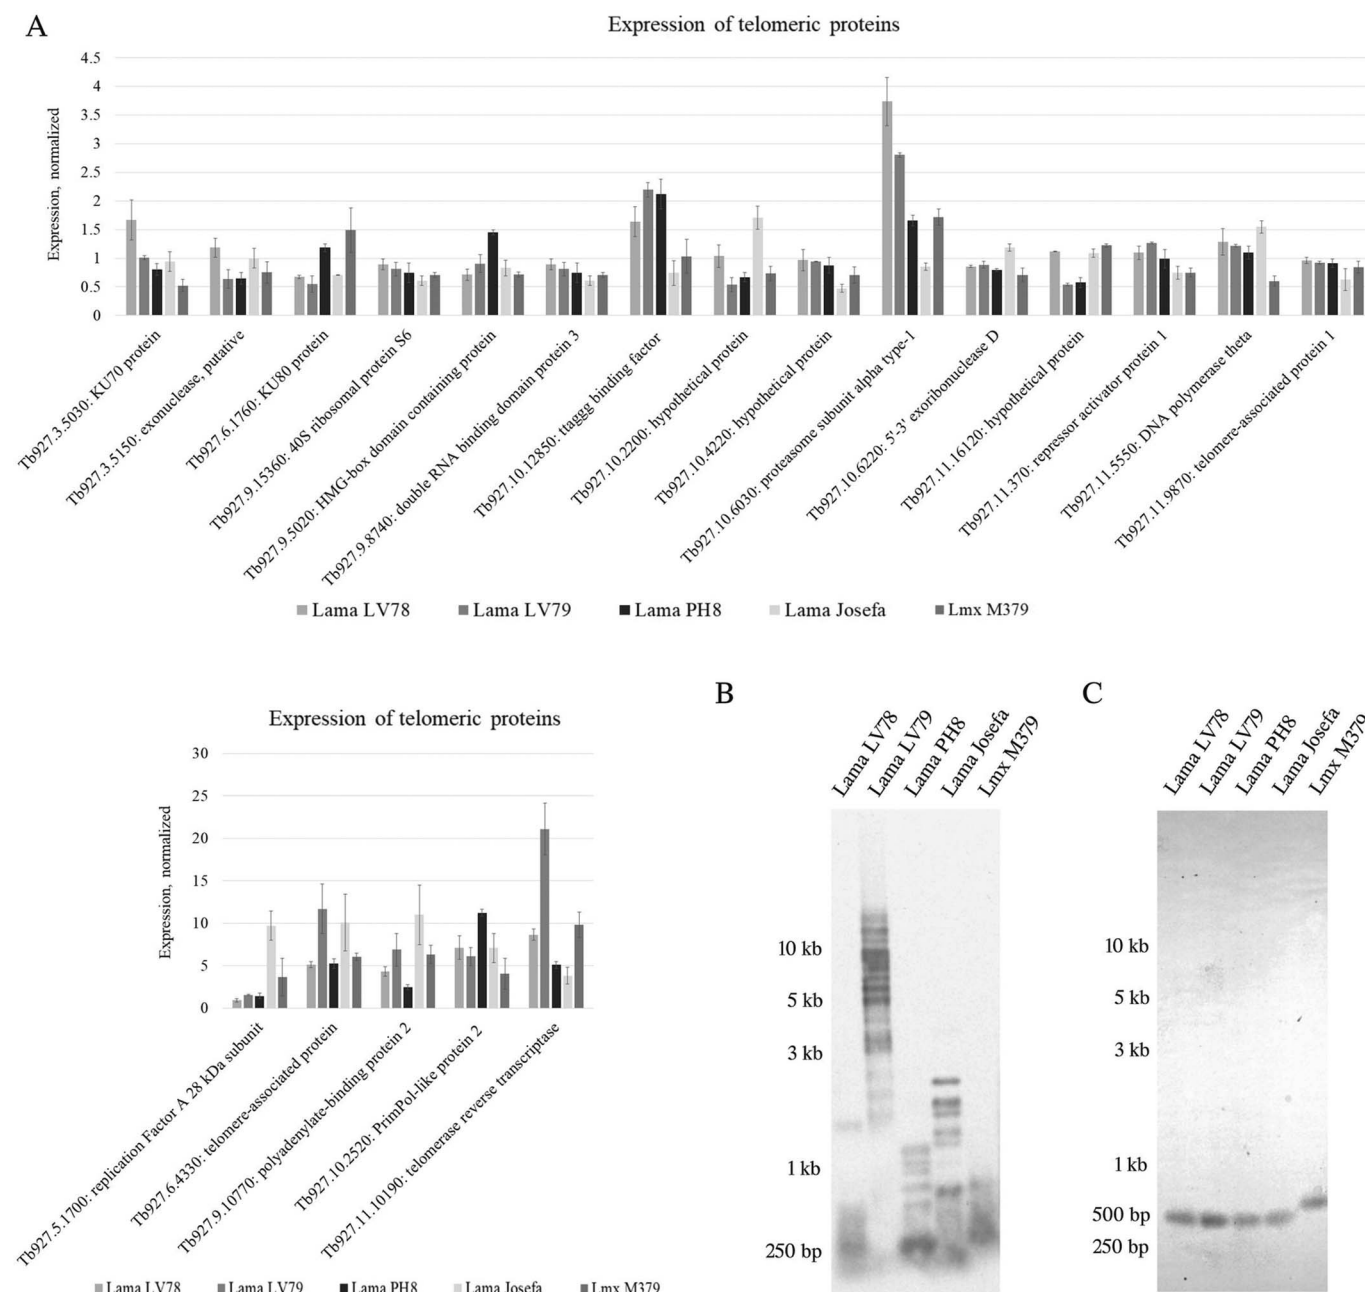 A
Expression of telomeric proteins
Expression, normalized
4.5
4
3.5
3
2.5
2
1.5
1
0.5
0
Tb927.3.5030: KU70 protein
Tb927.3.5150: exonuclease, putative
Tb927.6.1760: KU80 protein
Tb927.9.15360: 40S ribosomal protein S6
Tb927.9.5020: HMG-box domain containing protein
Tb927.9.8740: double RNA binding domain protein 3
Tb927.10.12850: ttaggg binding factor
Tb927.10.2200: hypothetical protein
Tb927.10.4220: hypothetical protein
Tb927.10.6030: proteasome subunit alpha type-1
Tb927.10.6220: 5'-3' exoribonuclease D
Tb927.11.16120: hypothetical protein
Tb927.11.370: repressor activator protein 1
Tb927.11.5550: DNA polymerase theta
Tb927.11.9870: telomere-associated protein 1
Lama LV78 Lama LV79 Lama PH8 Lama Josefa Lmx M379
Expression of telomeric proteins
Expression, normalized
30
25
20
15
10
5
0
Tb927.5.1700: replication Factor A 28 kDa subunit
Tb927.6.4330: telomere-associated protein
Tb927.9.10770: polyadenylate-binding protein 2
Tb927.10.2520: PrimPol-like protein 2
Tb927.11.10190: telomerase reverse transcriptase
Lama LV78 Lama LV79 Lama PH8 Lama Josefa Lmx M379
B
Lama LV78
Lama LV79
Lama PH8
Lama Josefa
Lmx M379
10 kb
5 kb
3 kb
1 kb
250 bp
C
Lama LV78
Lama LV79
Lama PH8
Lama Josefa
Lmx M379
10 kb
5 kb
3 kb
1 kb
500 bp
250 bp